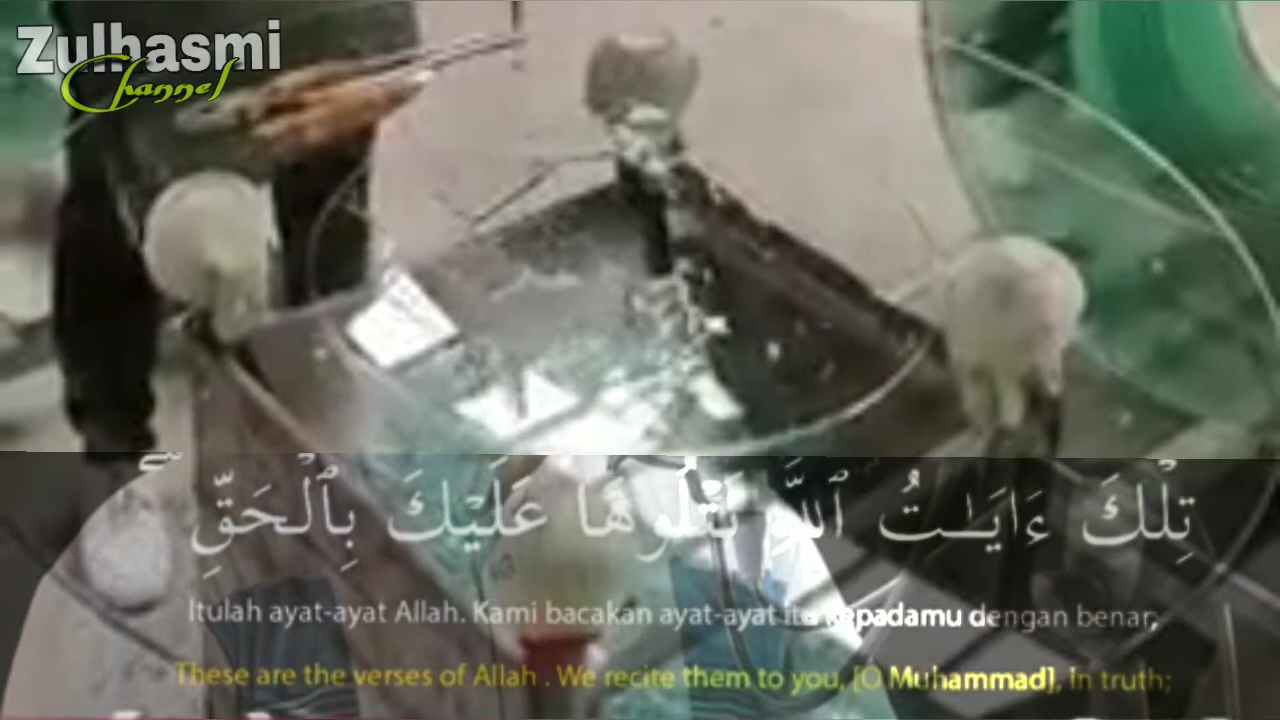 Zulhasmi
Channel
تِلْكَ ءَايَـٰتُ ٱللَّهِ نَتْلُوهَا عَلَيْكَ بِٱلْحَقِّ ۖ
Itulah ayat-ayat Allah. Kami bacakan ayat-ayat itu kepadamu dengan benar,
These are the verses of Allah . We recite them to you, [O Muhammad], in truth;